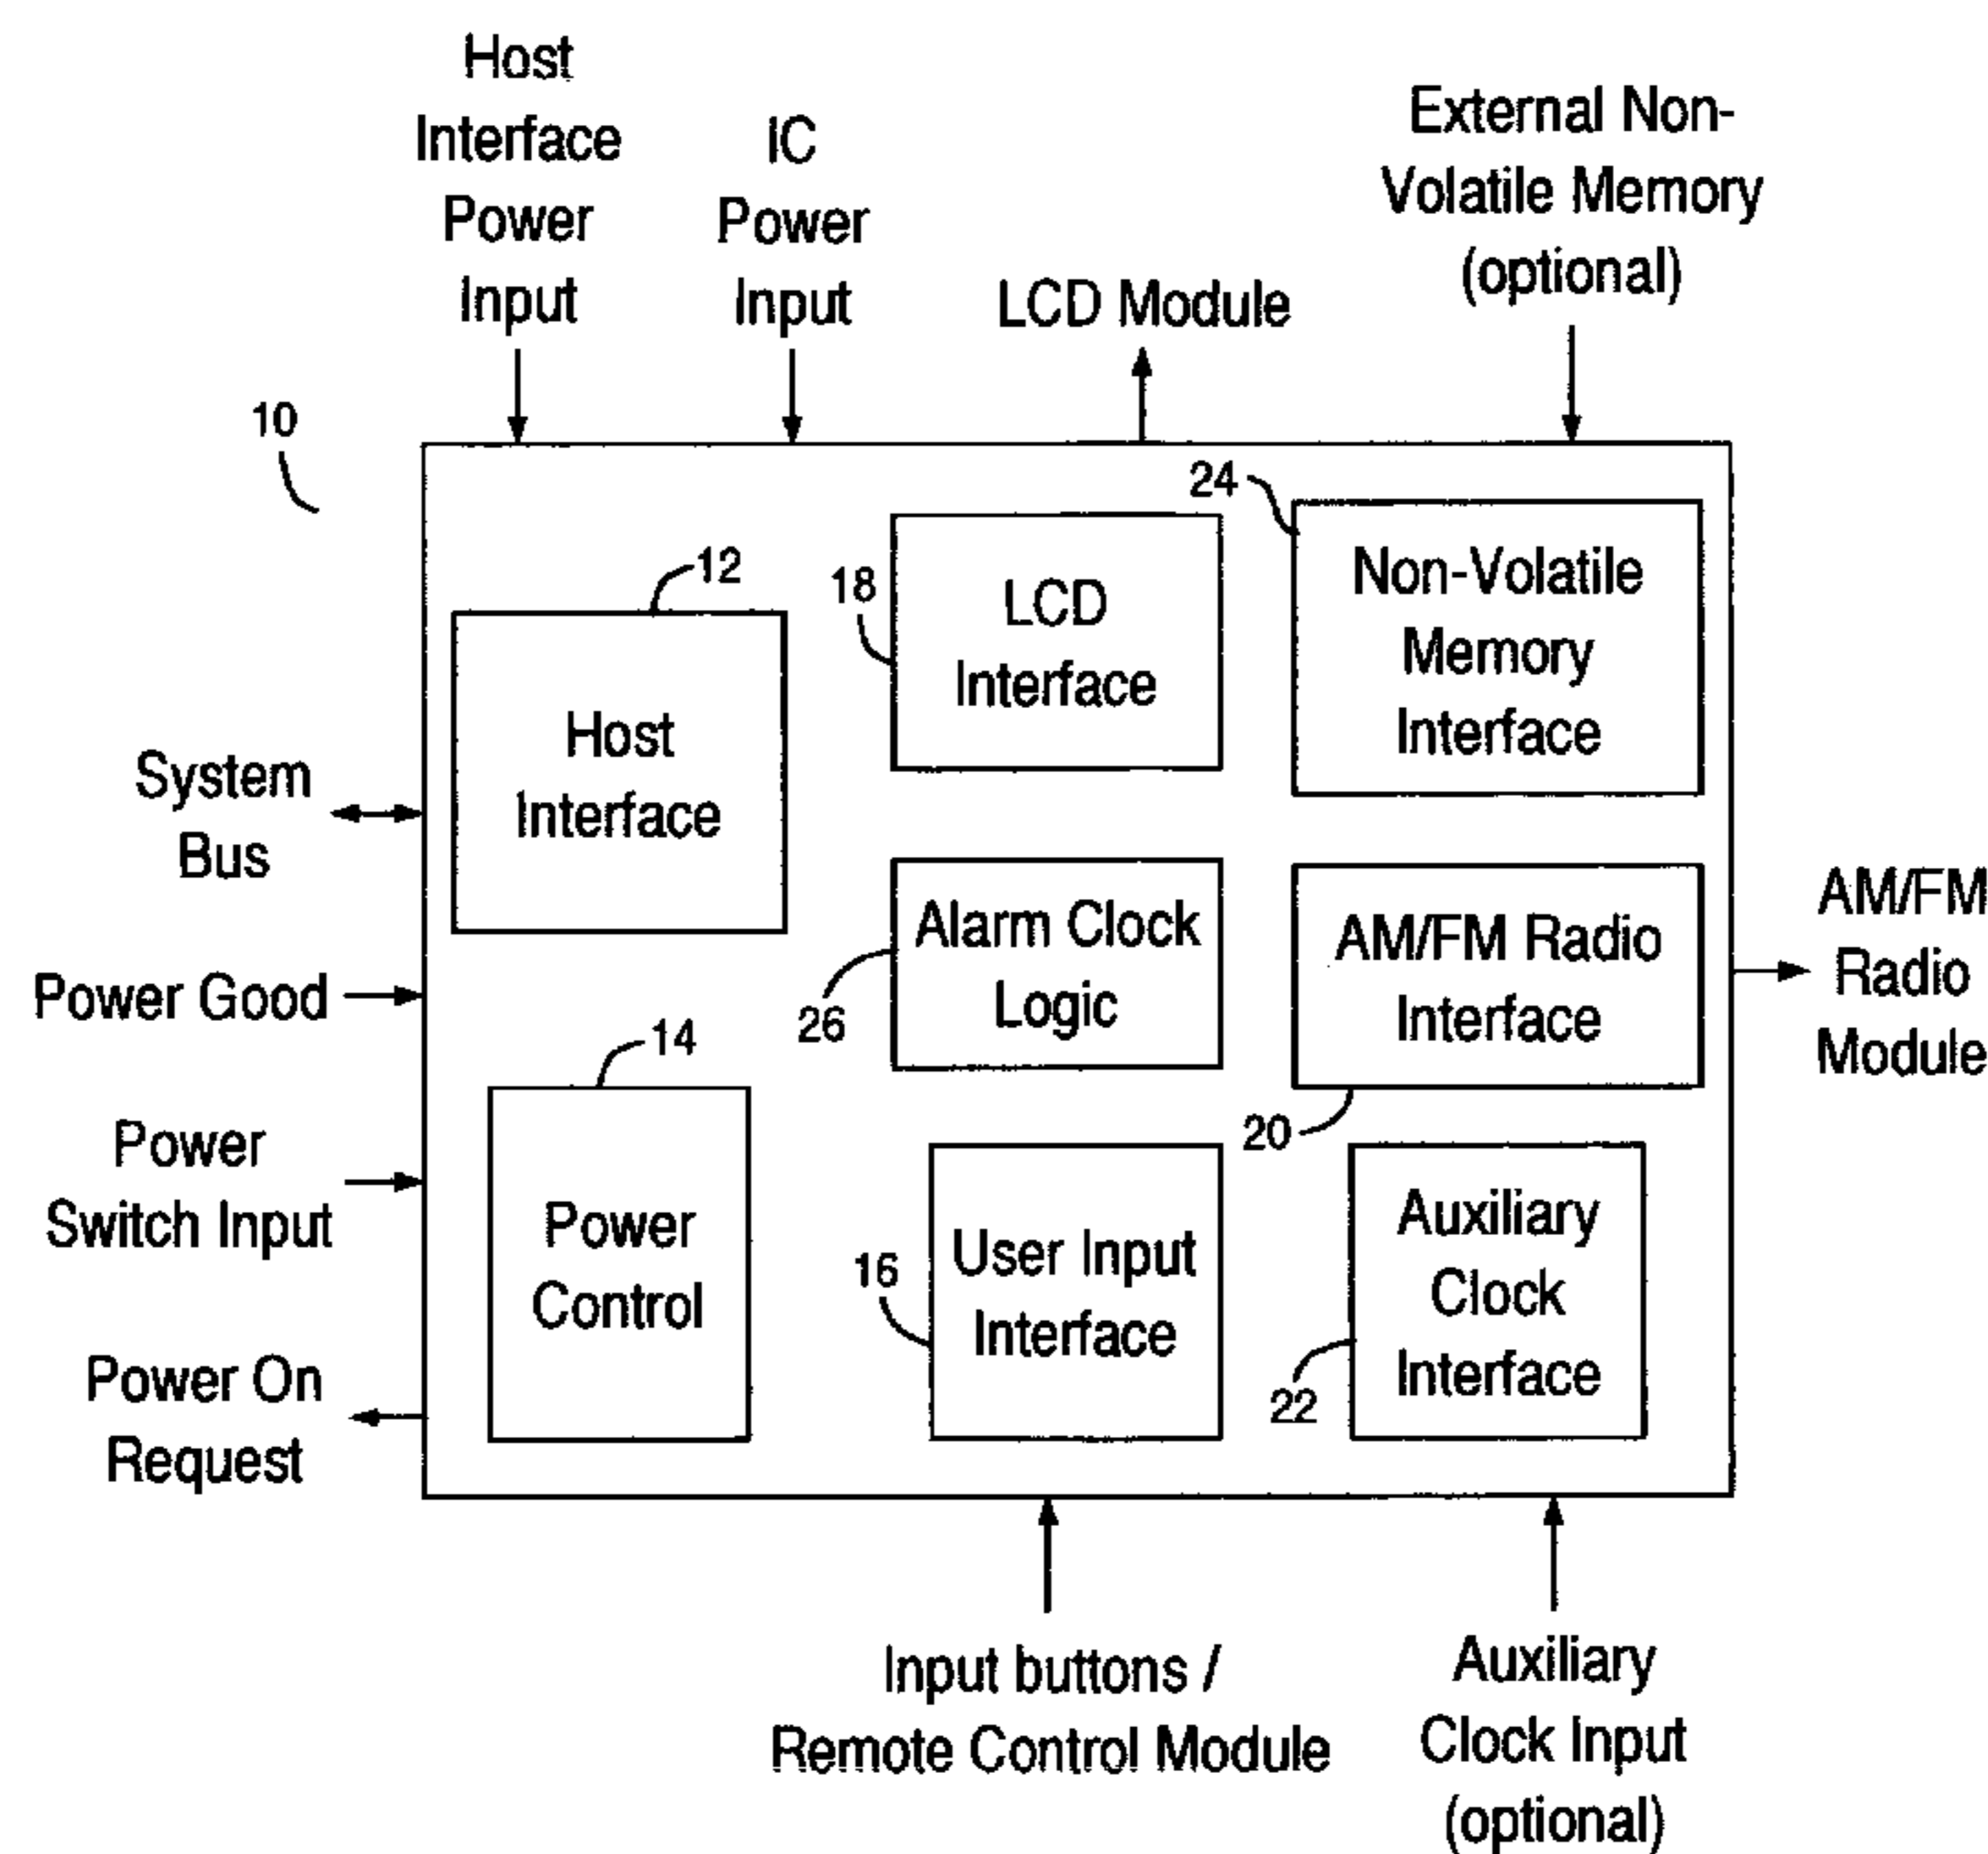 Host
Interface
Power
Input
IC
Power
Input
LCD Module
External Non-
Volatile Memory
(optional)
10
12
Host
Interface
18
LCD
Interface
24
Non-Volatile
Memory
Interface
System
Bus
Power Good
Power
Switch Input
Power On
Request
14
Power
Control
26
Alarm Clock
Logic
AM/FM Radio
Interface
20
AM/FM
Radio
Module
16
User Input
Interface
22
Auxiliary
Clock
Interface
Input buttons /
Remote Control Module
Auxiliary
Clock Input
(optional)